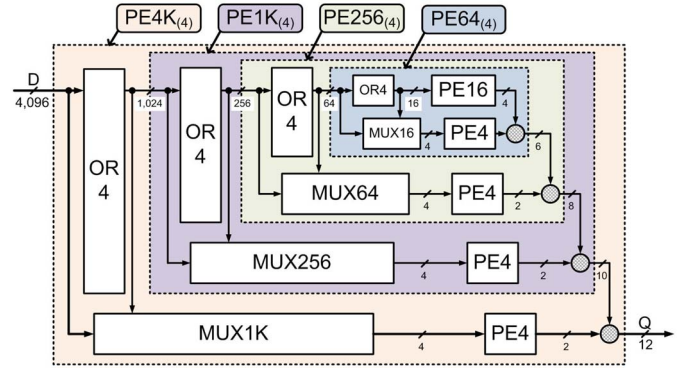 PE4K(4) PE1K(4) PE256(4) PE64(4)
D
4,096
OR 4
1,024
OR 4
256
OR 4
64
OR4
16
PE16
4
MUX16
4
PE4
6
MUX64
4
PE4
2
8
MUX256
4
PE4
2
10
MUX1K
4
PE4
2
Q
12